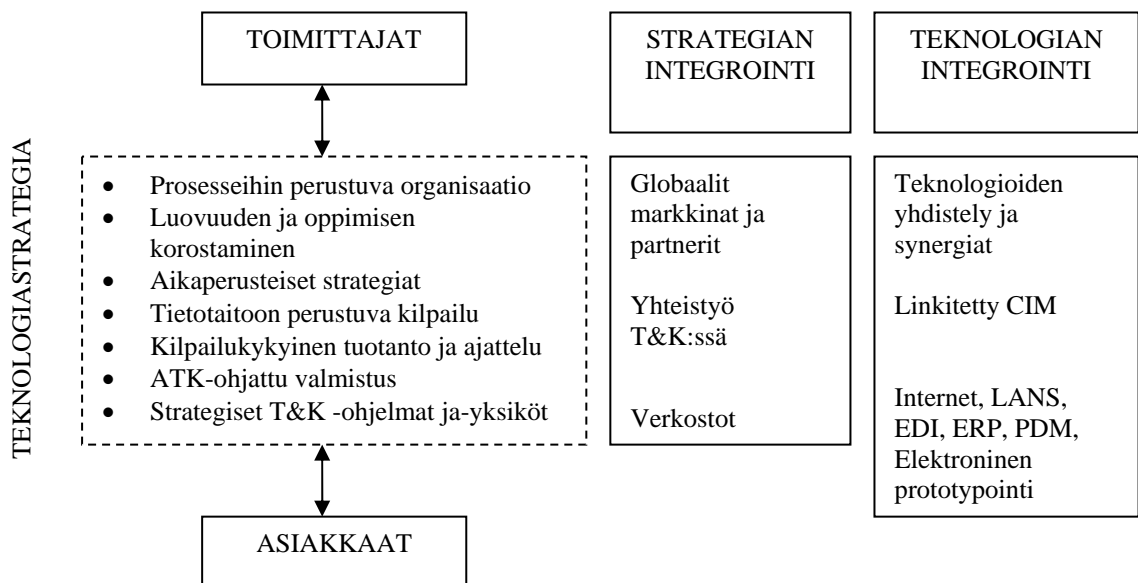 TOIMITTAJAT
STRATEGIAN
INTEGROINTI
TEKNOLOGIAN
INTEGROINTI
TEKNOLOGIASTRATEGIA
• Prosesseihin perustuva organisaatio
• Luovuuden ja oppimisen
korostaminen
• Aikaperusteiset strategiat
• Tietotaitoon perustuva kilpailu
• Kilpailukykyinen tuotanto ja ajattelu
• ATK-ohjattu valmistus
• Strategiset T&K -ohjelmat ja-yksiköt
Globaalit
markkinat ja
partnerit
Yhteistyö
T&K:ssä
Verkostot
Teknologioiden
yhdistely ja
synergiat
Linkitetty CIM
Internet, LANS,
EDI, ERP, PDM,
Elektroninen
prototypointi
ASIAKKAAT